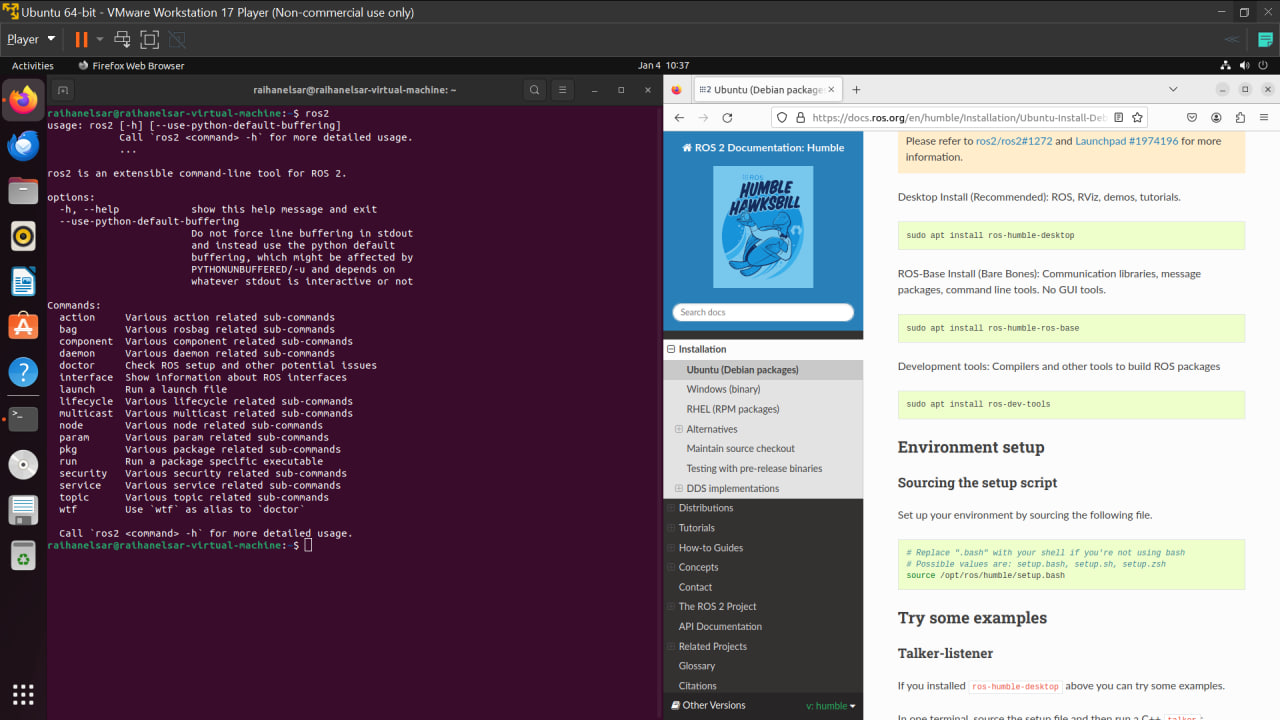 Ubuntu 64-bit - VMware Workstation 17 Player (Non-commercial use only)
Player
Activities
Firefox Web Browser
Jan 4 10:37
raihanelsar@raihanelsar-virtual-machine: ~
raihanelsar@raihanelsar-virtual-machine:~$ ros2
usage: ros2 [-h] [--use-python-default-buffering]
Call `ros2 <command> -h` for more detailed usage.
...
ros2 is an extensible command-line tool for ROS 2.
options:
-h, --help show this help message and exit
--use-python-default-buffering
Do not force line buffering in stdout
and instead use the python default
buffering, which might be affected by
PYTHONUNBUFFERED/-u and depends on
whatever stdout is interactive or not
Commands:
action Various action related sub-commands
bag Various rosbag related sub-commands
component Various component related sub-commands
daemon Various daemon related sub-commands
doctor Check ROS setup and other potential issues
interface Show information about ROS interfaces
launch Run a launch file
lifecycle Various lifecycle related sub-commands
multicast Various multicast related sub-commands
node Various node related sub-commands
param Various param related sub-commands
pkg Various package related sub-commands
run Run a package specific executable
security Various security related sub-commands
service Various service related sub-commands
topic Various topic related sub-commands
wtf Use `wtf` as alias to `doctor`
Call `ros2 <command> -h` for more detailed usage.
raihanelsar@raihanelsar-virtual-machine:~$
Ubuntu (Debian package
https://docs.ros.org/en/humble/Installation/Ubuntu-Install-Deb
ROS 2 Documentation: Humble
ROS
HUMBLE
HAWKSBILL
Search docs
Installation
Ubuntu (Debian packages)
Windows (binary)
RHEL (RPM packages)
Alternatives
Maintain source checkout
Testing with pre-release binaries
DDS implementations
Distributions
Tutorials
How-to Guides
Concepts
Contact
The ROS 2 Project
API Documentation
Related Projects
Glossary
Citations
Other Versions
v: humble
Please refer to ros2/ros2#1272 and Launchpad #1974196 for more
information.
Desktop Install (Recommended): ROS, RViz, demos, tutorials.
sudo apt install ros-humble-desktop
ROS-Base Install (Bare Bones): Communication libraries, message
packages, command line tools. No GUI tools.
sudo apt install ros-humble-ros-base
Development tools: Compilers and other tools to build ROS packages
sudo apt install ros-dev-tools
Environment setup
Sourcing the setup script
Set up your environment by sourcing the following file.
# Replace ".bash" with your shell if you're not using bash
# Possible values are: setup.bash, setup.sh, setup.zsh
source /opt/ros/humble/setup.bash
Try some examples
Talker-listener
If you installed ros-humble-desktop above you can try some examples.
In one terminal, source the setup file and then run a C++ talker: